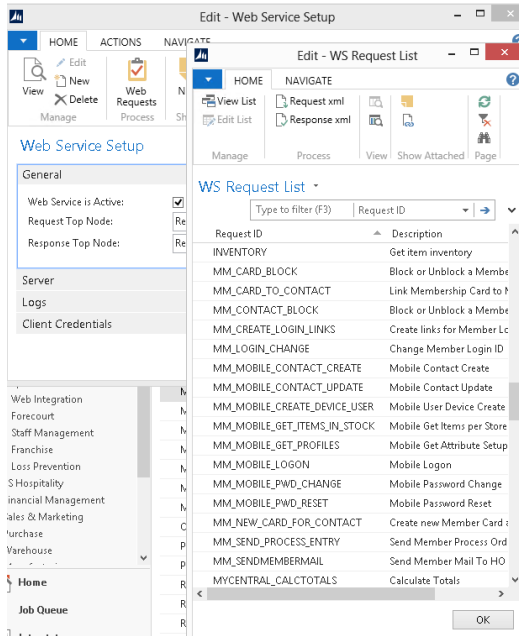 Edit - Web Service Setup
HOME ACTIONS NAVIGATE
View
Edit
New
Delete
Manage
Web Requests
Process
Web Service Setup
General
Web Service is Active:
Request Top Node:
Response Top Node:
Server
Logs
Client Credentials
Web Integration
Forecourt
Staff Management
Franchise
Loss Prevention
S Hospitality
inancial Management
ales & Marketing
urchase
Warehouse
Home
Job Queue
Edit - WS Request List
HOME NAVIGATE
View List
Edit List
Manage
Request xml
Response xml
Process
View
Show Attached
Page
WS Request List
Type to filter (F3) Request ID
Request ID Description
INVENTORY Get item inventory
MM_CARD_BLOCK Block or Unblock a Membe
MM_CARD_TO_CONTACT Link Membership Card to M
MM_CONTACT_BLOCK Block or Unblock a Membe
MM_CREATE_LOGIN_LINKS Create links for Member Lo
MM_LOGIN_CHANGE Change Member Login ID
MM_MOBILE_CONTACT_CREATE Mobile Contact Create
MM_MOBILE_CONTACT_UPDATE Mobile Contact Update
MM_MOBILE_CREATE_DEVICE_USER Mobile User Device Create
MM_MOBILE_GET_ITEMS_IN_STOCK Mobile Get Items per Store
MM_MOBILE_GET_PROFILES Mobile Get Attribute Setup
MM_MOBILE_LOGON Mobile Logon
MM_MOBILE_PWD_CHANGE Mobile Password Change
MM_MOBILE_PWD_RESET Mobile Password Reset
MM_NEW_CARD_FOR_CONTACT Create new Member Card a
MM_SEND_PROCESS_ENTRY Send Member Process Ord
MM_SENDMEMBERMAIL Send Member Mail To HO
MYCENTRAL_CALCTOTALS Calculate Totals
OK